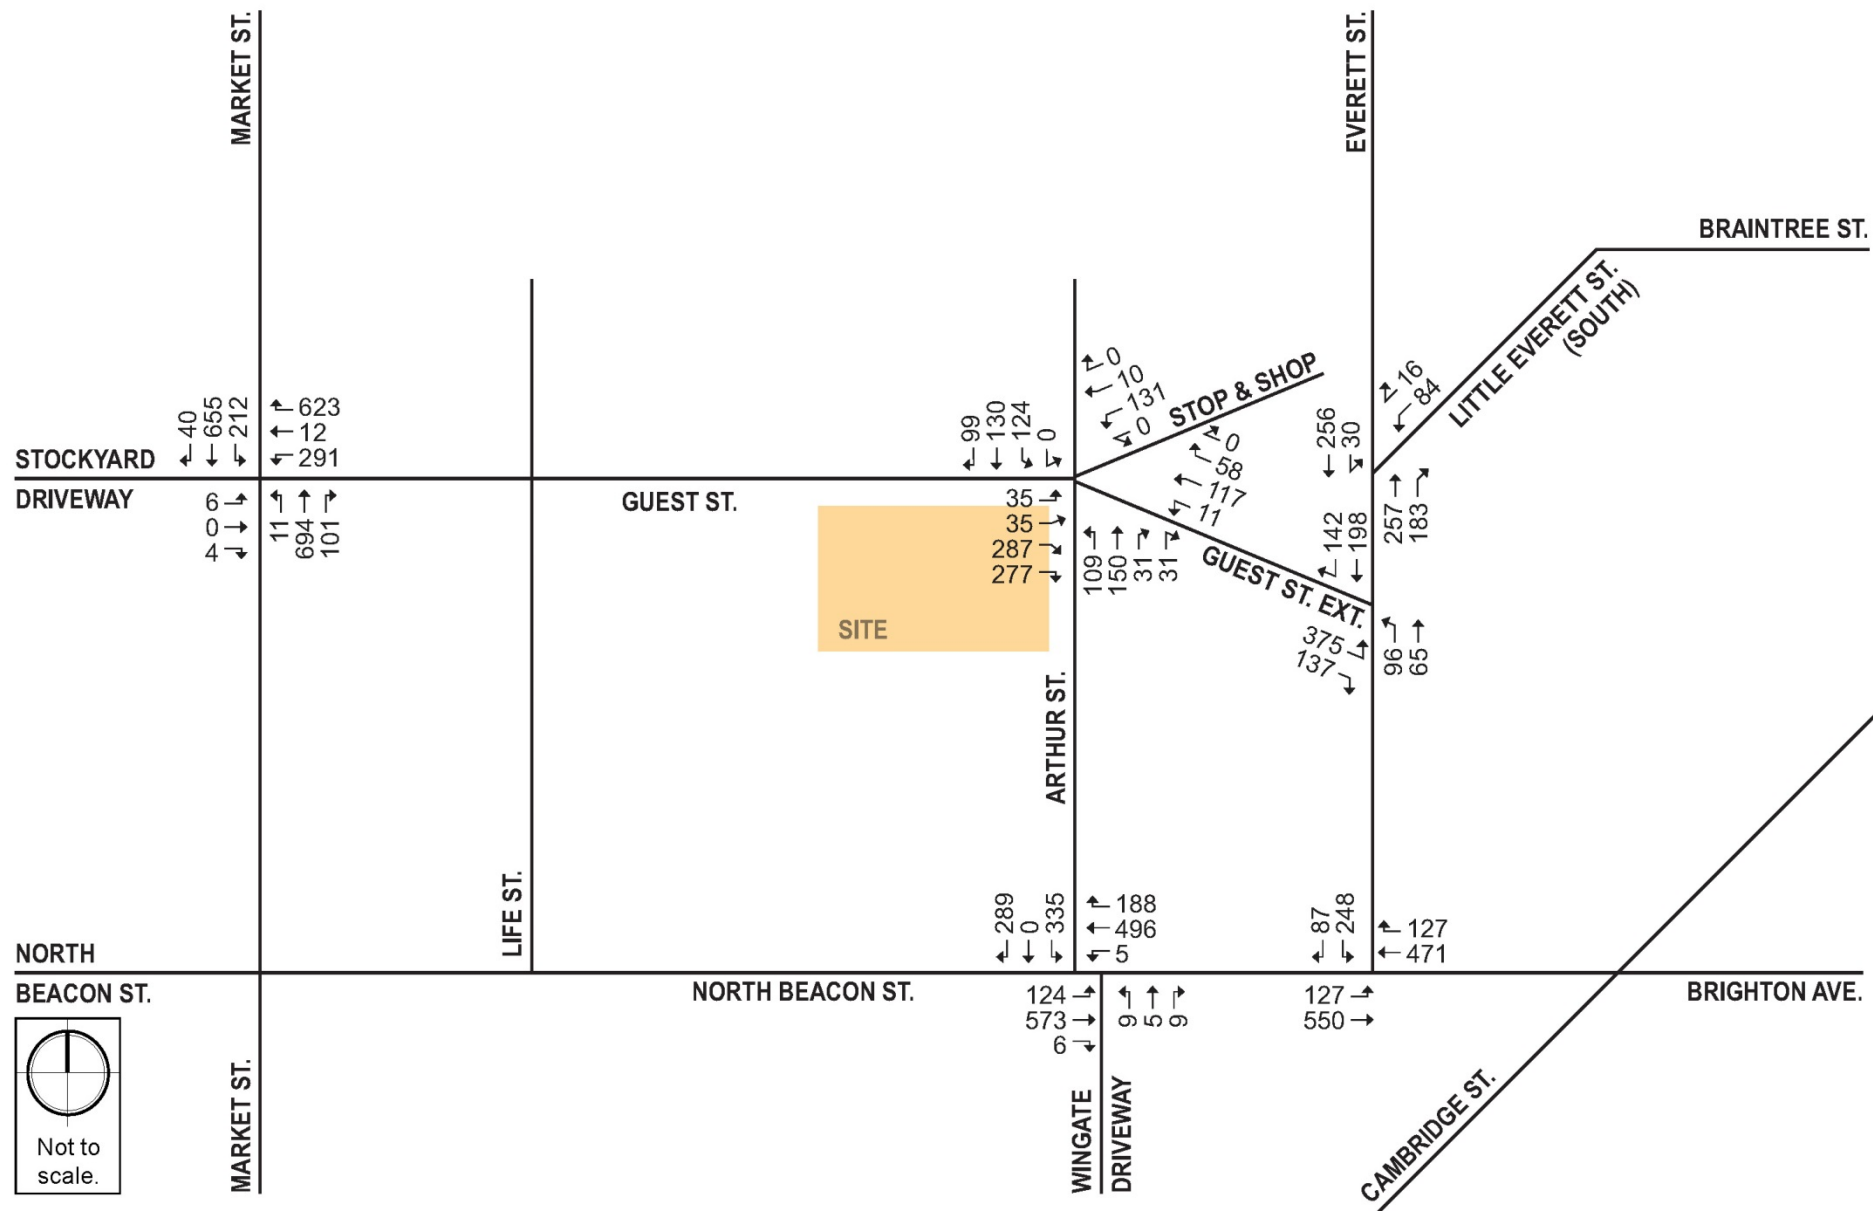 MARKET ST.
EVERETT ST.
BRAINTREE ST.
LITTLE EVERETT ST.
(SOUTH)
STOP & SHOP
0
10
131
0
16
84
40
655
212
623
12
291
99
130
124
0
0
58
117
11
256
30
STOCKYARD
DRIVEWAY
GUEST ST.
6
0
4
11
694
101
35
35
287
277
109
150
31
31
257
183
142
198
GUEST ST. EXT.
SITE
375
137
96
65
ARTHUR ST.
LIFE ST.
289
0
335
188
496
5
87
248
127
471
NORTH
BEACON ST.
NORTH BEACON ST.
BRIGHTON AVE.
124
573
6
9
5
9
127
550
Not to
scale.
MARKET ST.
WINGATE
DRIVEWAY
CAMBRIDGE ST.